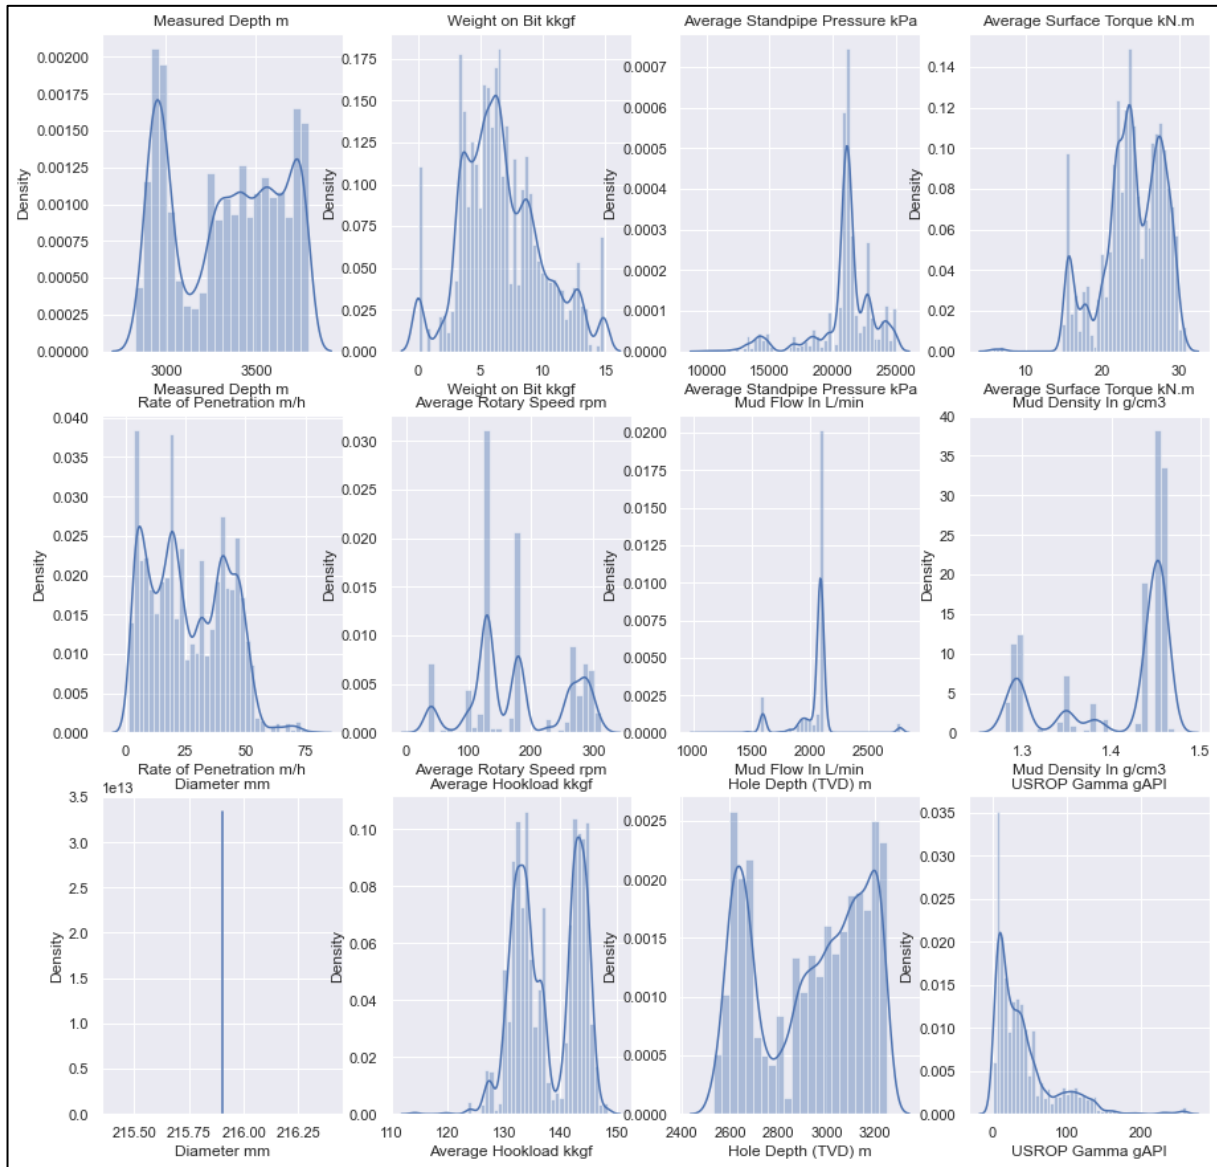 Measured Depth m Weight on Bit kkgf Average Standpipe Pressure kPa Average Surface Torque kN.m
Density
0.00200
0.00175
0.00150
0.00125
0.00100
0.00075
0.00050
0.00025
0.00000
3000 3500
Measured Depth m
Density
0.175
0.150
0.125
0.100
0.075
0.050
0.025
0.000
0 5 10 15
Weight on Bit kkgf
Density
0.0007
0.0006
0.0005
0.0004
0.0003
0.0002
0.0001
0.0000
10000 15000 20000 25000
Average Standpipe Pressure kPa
Density
0.14
0.12
0.10
0.08
0.06
0.04
0.02
0.00
10 20 30
Average Surface Torque kN.m
Rate of Penetration m/h Average Rotary Speed rpm Mud Flow In L/min Mud Density In g/cm3
Density
0.040
0.035
0.030
0.025
0.020
0.015
0.010
0.005
0.000
0 25 50 75
Rate of Penetration m/h
Density
0.030
0.025
0.020
0.015
0.010
0.005
0.000
0 100 200 300
Average Rotary Speed rpm
Density
0.0200
0.0175
0.0150
0.0125
0.0100
0.0075
0.0050
0.0025
0.0000
1000 1500 2000 2500
Mud Flow In L/min
Density
40
35
30
25
20
15
10
5
0
1.3 1.4 1.5
Mud Density In g/cm3
Diameter mm Average Hookload kkgf Hole Depth (TVD) m USROP Gamma gAPI
1e13
Density
3.5
3.0
2.5
2.0
1.5
1.0
0.5
0.0
215.50 215.75 216.00 216.25
Diameter mm
Density
0.10
0.08
0.06
0.04
0.02
0.00
110 120 130 140 150
Average Hookload kkgf
Density
0.0025
0.0020
0.0015
0.0010
0.0005
0.0000
2400 2600 2800 3000 3200
Hole Depth (TVD) m
Density
0.035
0.030
0.025
0.020
0.015
0.010
0.005
0.000
0 100 200
USROP Gamma gAPI